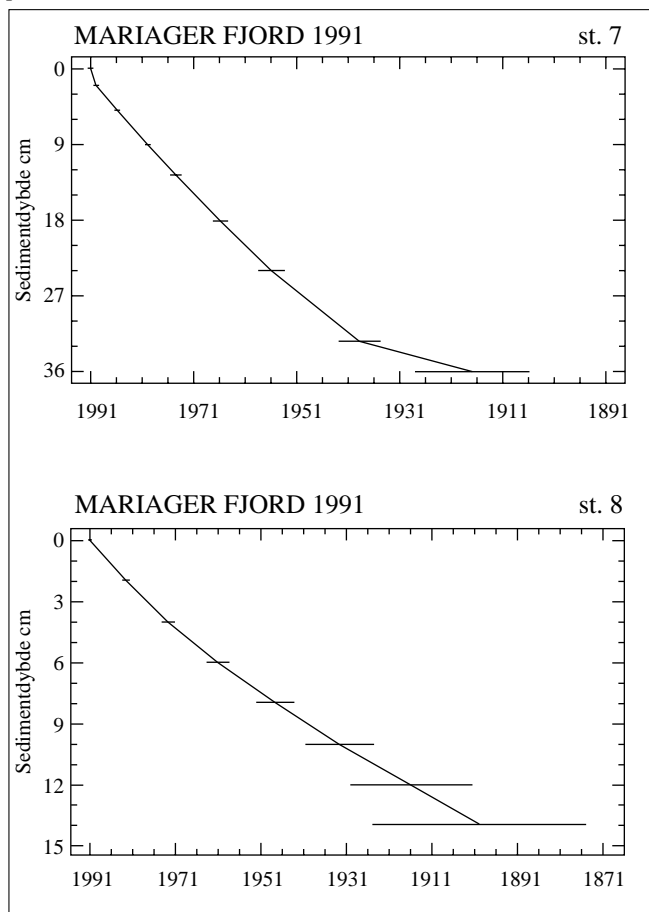 MARIAGER FJORD 1991 st. 7
0
9
18
27
36
Sedimentdybde cm
1991 1971 1951 1931 1911 1891
MARIAGER FJORD 1991 st. 8
0
3
6
9
12
15
Sedimentdybde cm
1991 1971 1951 1931 1911 1891 1871